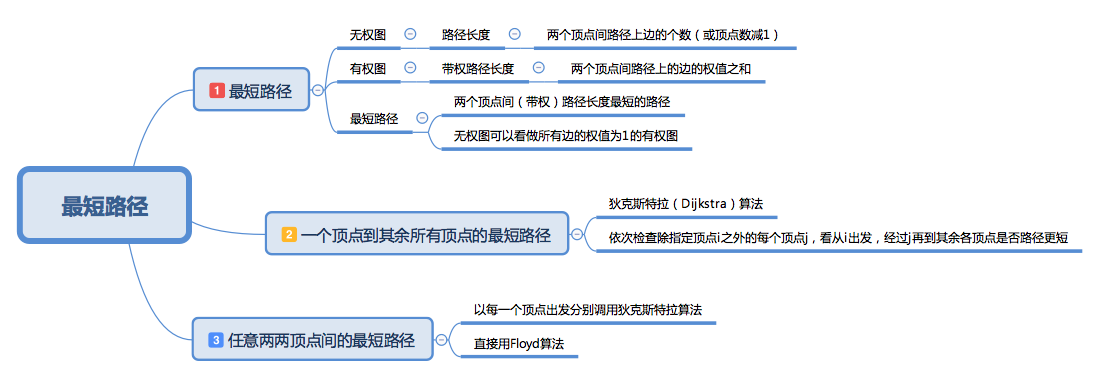 最短路径
1 最短路径
无权图
路径长度
两个顶点间路径上边的个数（或顶点数减1）
有权图
带权路径长度
两个顶点间路径上的边的权值之和
最短路径
两个顶点间（带权）路径长度最短的路径
无权图可以看做所有边的权值为1的有权图
2 一个顶点到其余所有顶点的最短路径
狄克斯特拉（Dijkstra）算法
依次检查除指定顶点i之外的每个顶点j，看从i出发，经过j再到其余各顶点是否路径更短
3 任意两两顶点间的最短路径
以每一个顶点出发分别调用狄克斯特拉算法
直接用Floyd算法